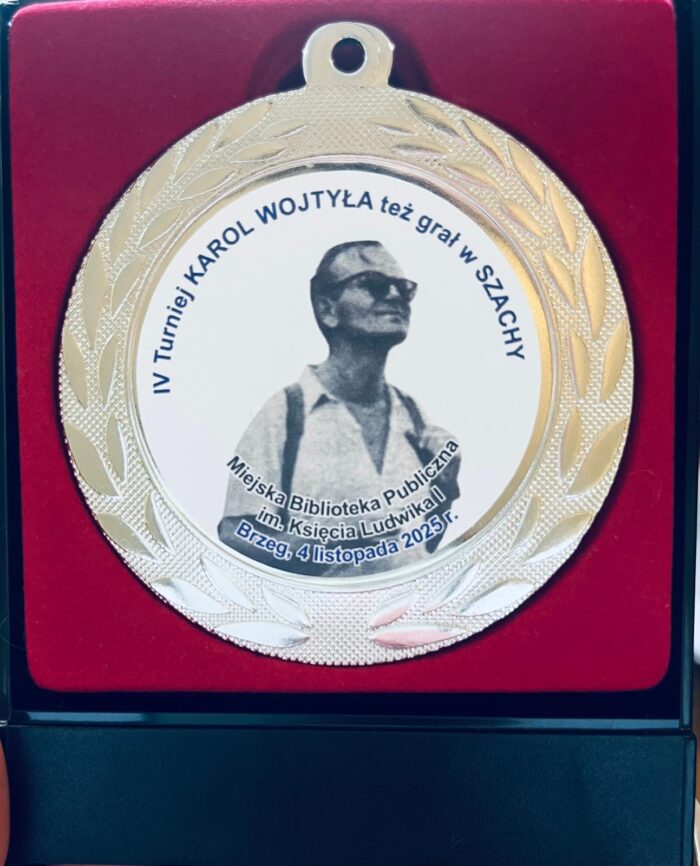 IV Turniej KAROL WOJTYŁA też grał w SZACHY
Miejska Biblioteka Publiczna
im. Księcia Ludwika I
Brzeg, 4 listopada 2025 r.